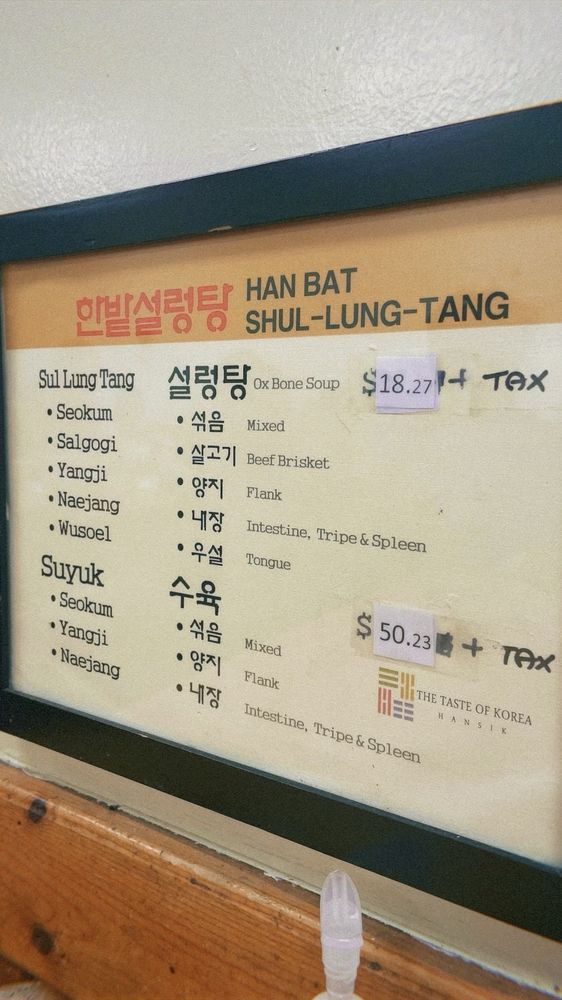 한밭설렁탕 HAN BAT
SHUL-LUNG-TANG
Sul Lung Tang 설렁탕 Ox Bone Soup $18.27 + TAX
• Seokum • 섞음 Mixed
• Salgogi • 살고기 Beef Brisket
• Yangji • 양지 Flank
• Naejang • 내장 Intestine, Tripe & Spleen
• Wusoel • 우설 Tongue
Suyuk 수육 $50.23 + TAX
• Seokum • 섞음 Mixed
• Yangji • 양지 Flank
• Naejang • 내장 Intestine, Tripe & Spleen
THE TASTE OF KOREA
HANSIK